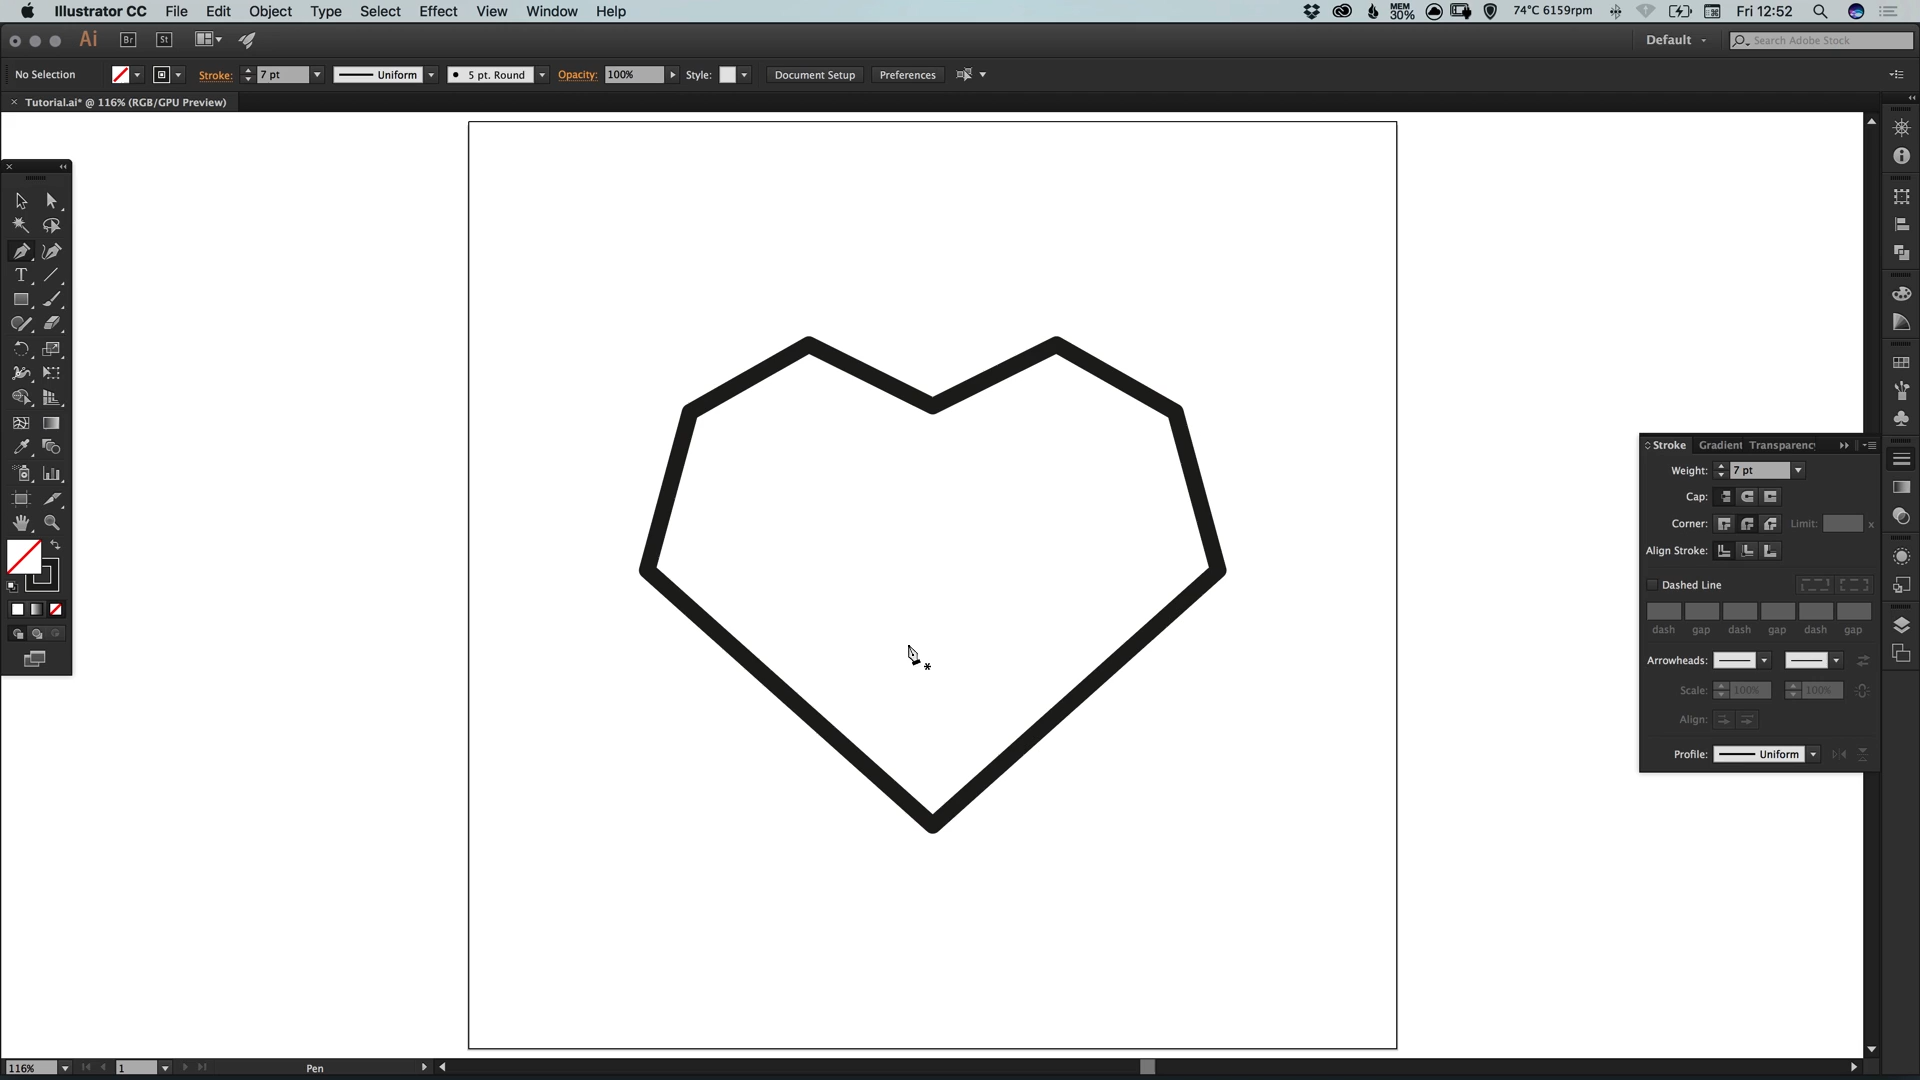 Illustrator CC File Edit Object Type Select Effect View Window Help MEM 30% 74°C 6159rpm Fri 12:52
Ai Br St Default Search Adobe Stock
No Selection Stroke: 7 pt Uniform 5 pt. Round Opacity: 100% Style: Document Setup Preferences
× Tutorial.ai* @ 116% (RGB/GPU Preview)
T
Stroke Gradient Transparency
Weight: 7 pt
Cap:
Corner: Limit: x
Align Stroke:
Dashed Line
dash gap dash gap dash gap
Arrowheads:
Scale: 100% 100%
Align:
Profile: Uniform
116% 1 Pen